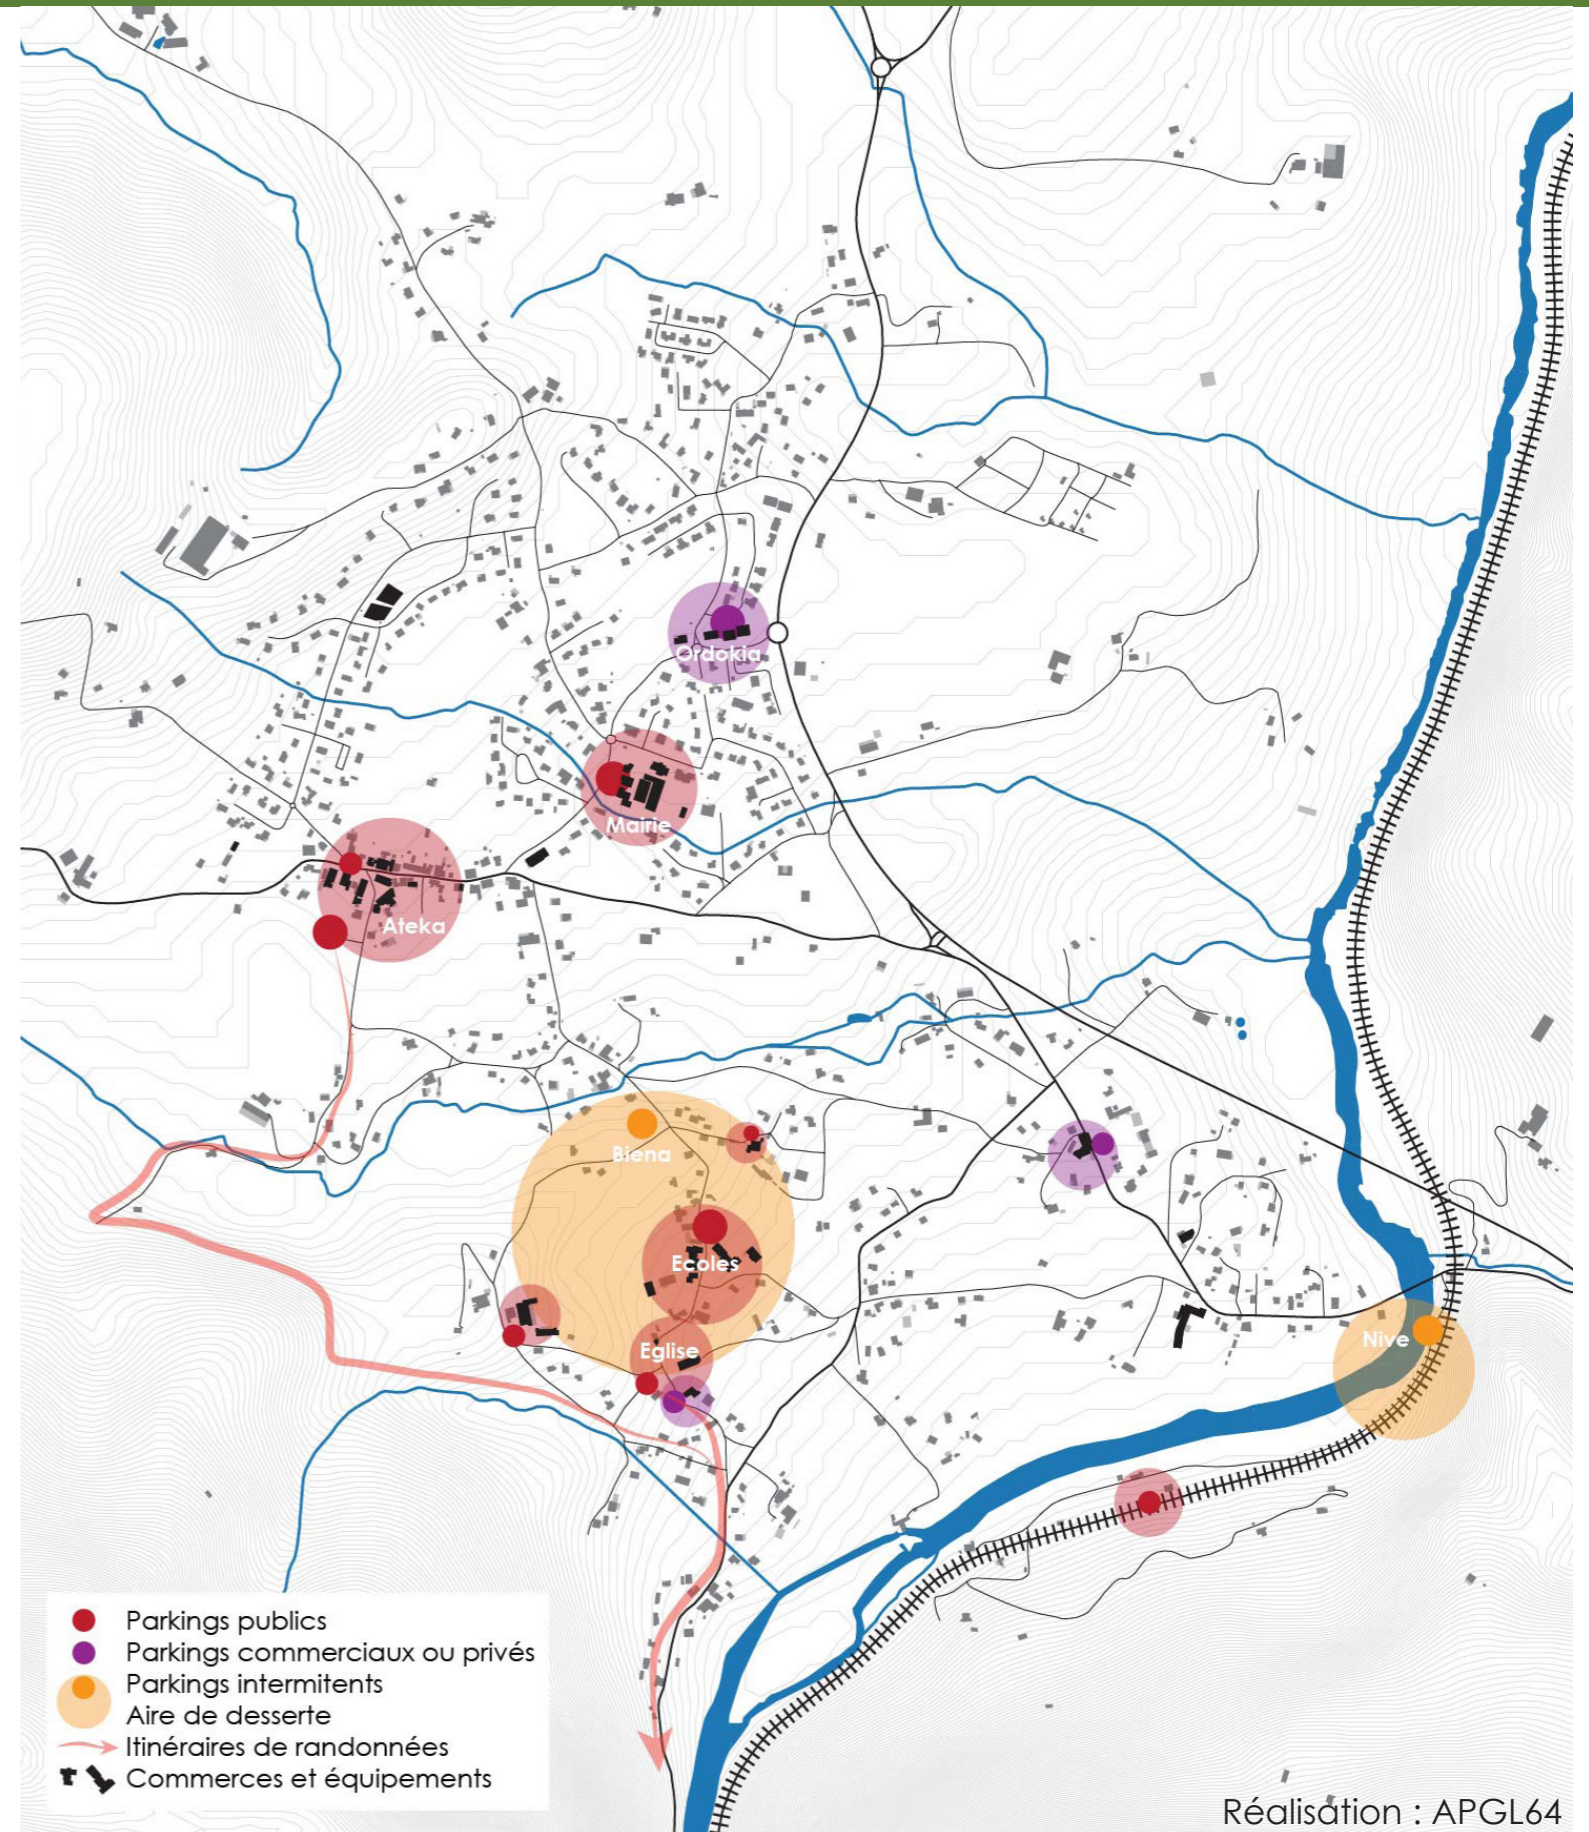 Ordokia
Mairie
Ateka
Biena
Ecoles
Nive
Eglise
Parkings publics
Parkings commerciaux ou privés
Parkings intermitents
Aire de desserte
Itinéraires de randonnées
Commerces et équipements
Réalisation : APGL64